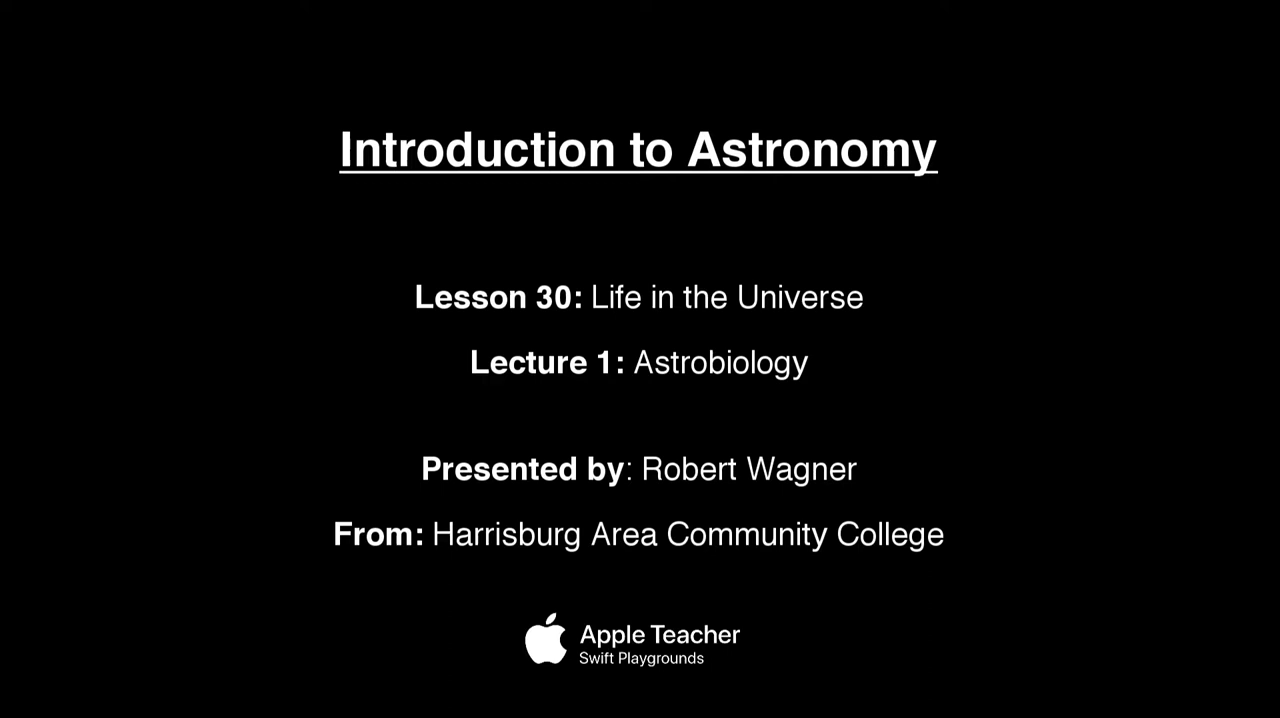 Introduction to Astronomy
Lesson 30: Life in the Universe
Lecture 1: Astrobiology
Presented by: Robert Wagner
From: Harrisburg Area Community College
Apple Teacher
Swift Playgrounds